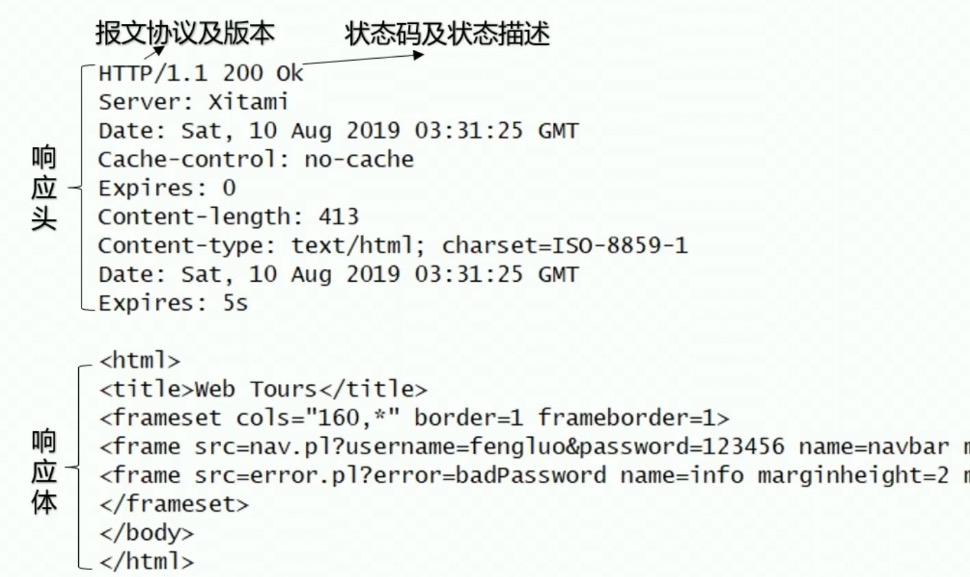 报文协议及版本 状态码及状态描述
HTTP/1.1 200 Ok
Server: Xitami
Date: Sat, 10 Aug 2019 03:31:25 GMT
Cache-control: no-cache
Expires: 0
Content-length: 413
Content-type: text/html; charset=ISO-8859-1
Date: Sat, 10 Aug 2019 03:31:25 GMT
Expires: 5s
响应头
<html>
<title>Web Tours</title>
<frameset cols="160,*" border=1 frameborder=1>
<frame src=nav.pl?username=fengluo&password=123456 name=navbar
<frame src=error.pl?error=badPassword name=info marginheight=2
</frameset>
</body>
</html>
响应体